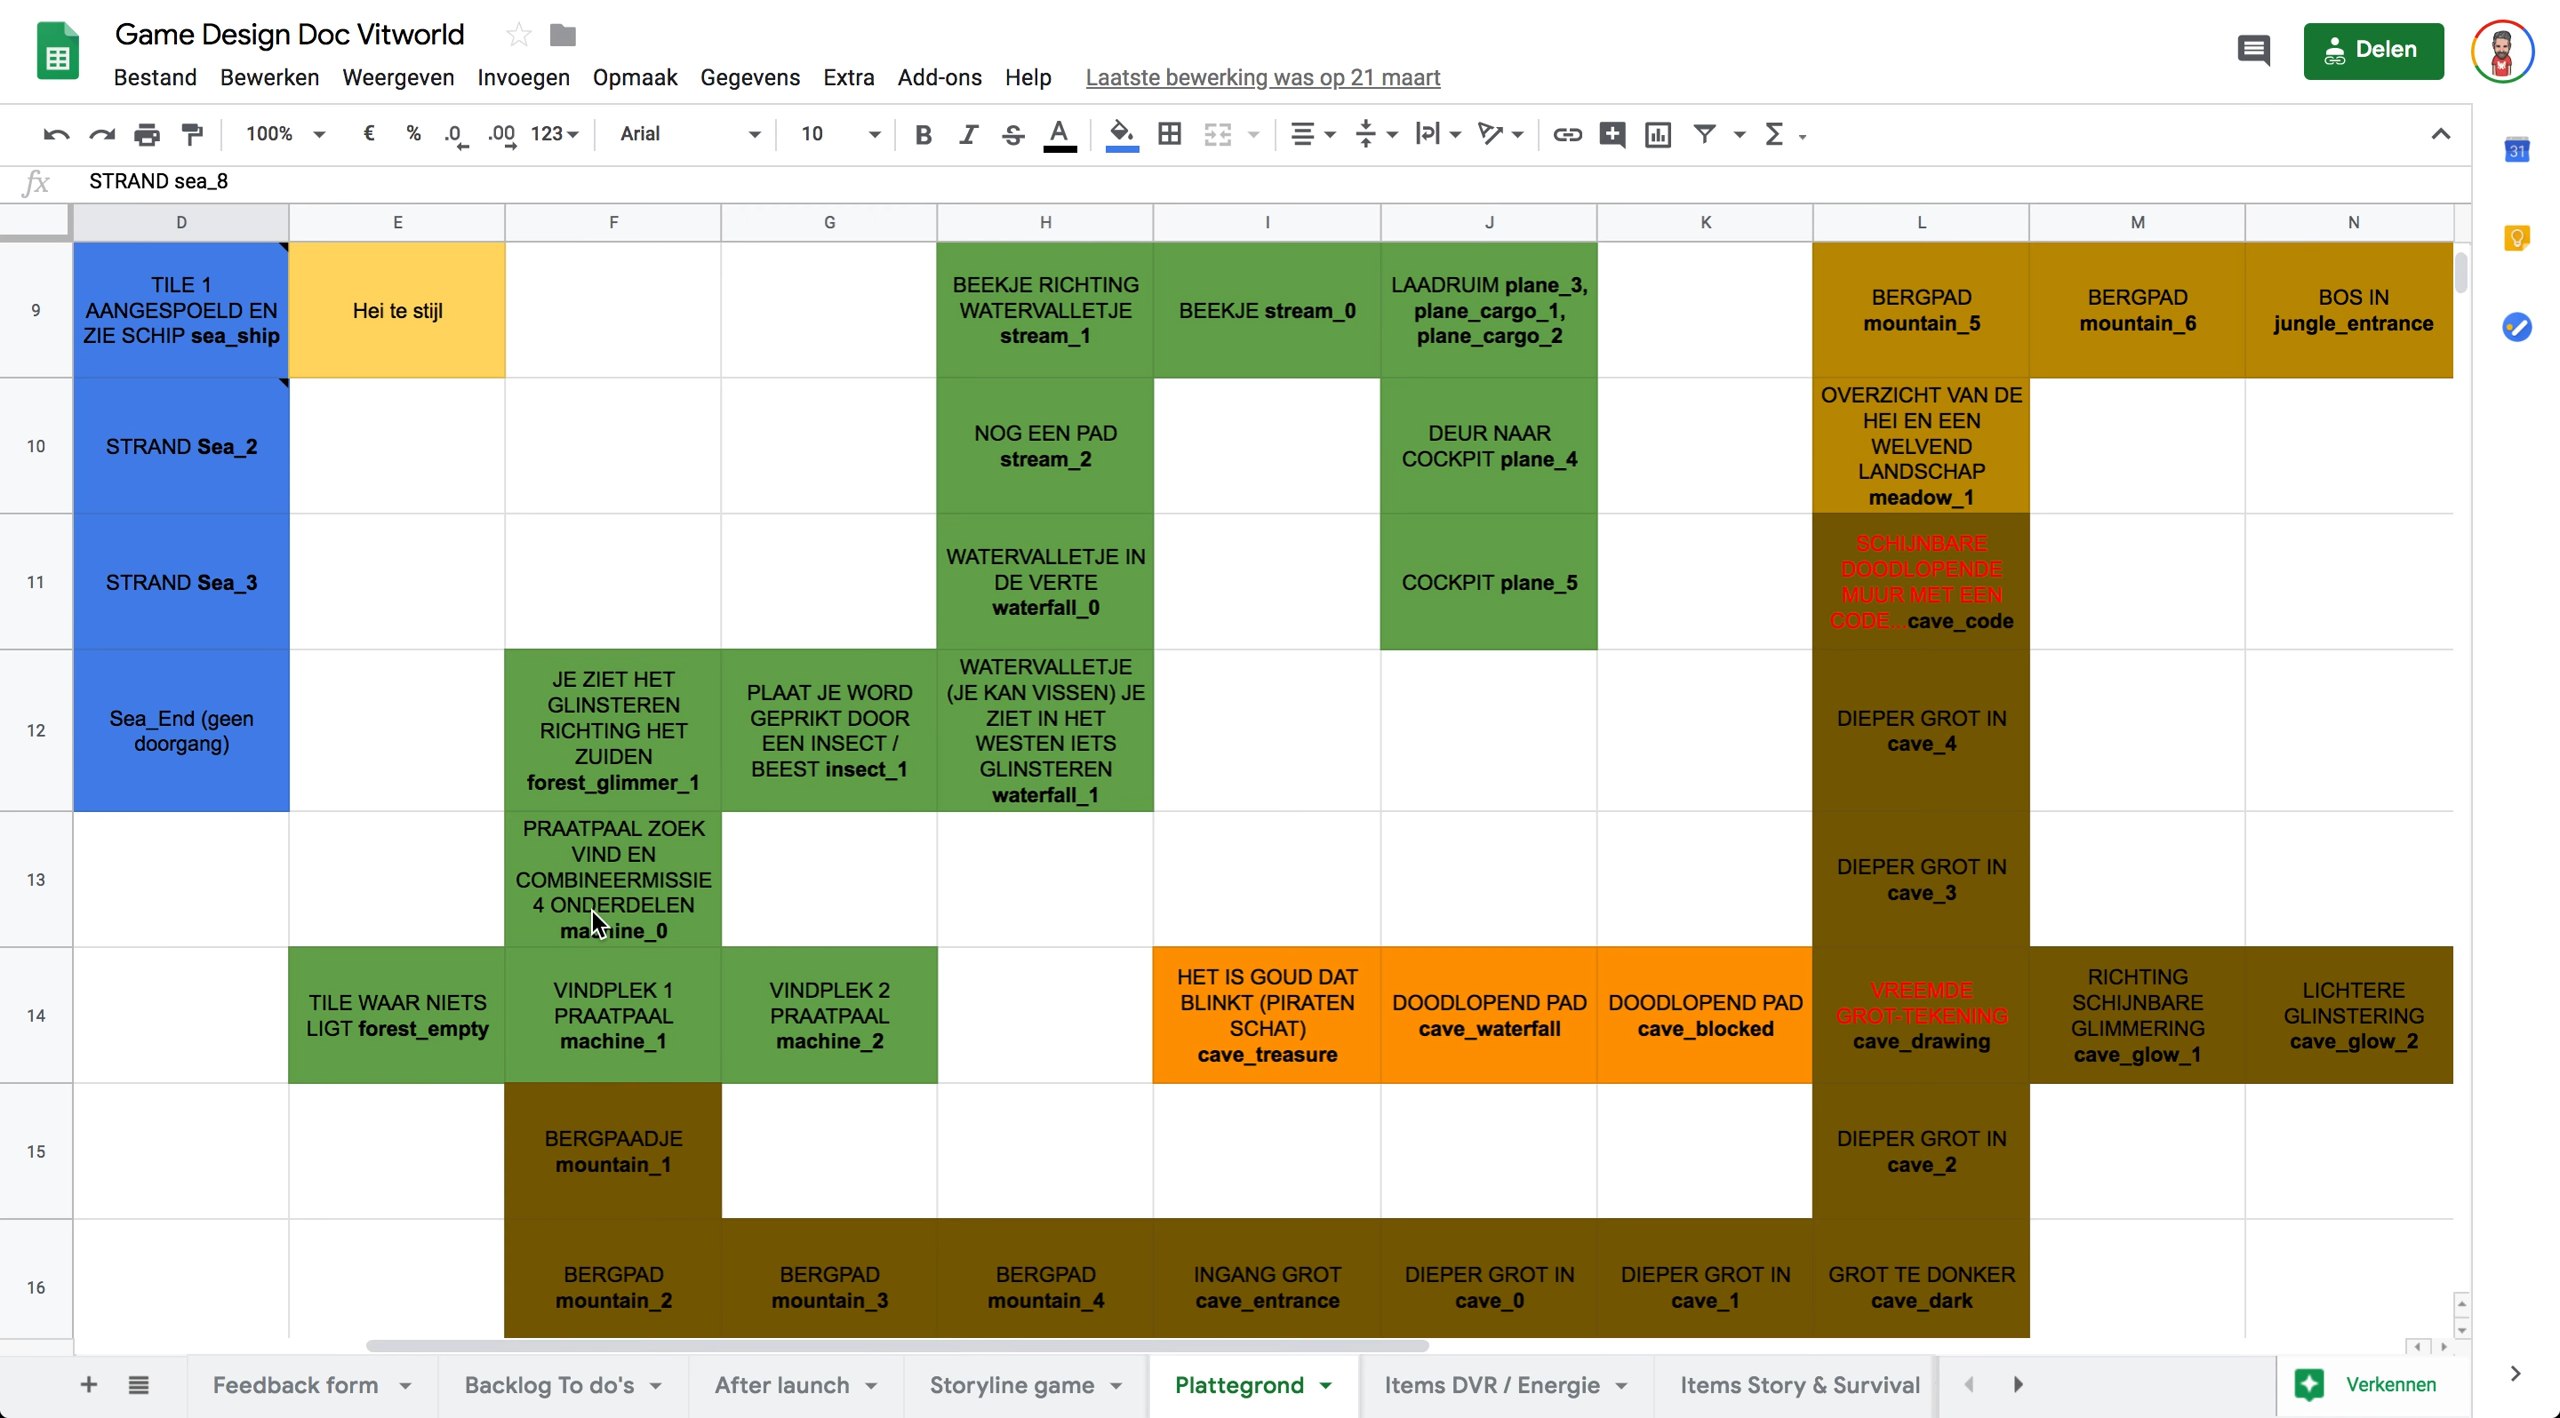 Game Design Doc Vitworld
Bestand Bewerken Weergeven Invoegen Opmaak Gegevens Extra Add-ons Help Laatste bewerking was op 21 maart
Delen
100% € % .0 .00 123 Arial 10 B I S A Σ
31
fx STRAND sea_8
D E F G H I J K L M N
9
TILE 1
AANGESPOELD EN
ZIE SCHIP sea_ship
Hei te stijl
BEEKJE RICHTING
WATERVALLETJE
stream_1
BEEKJE stream_0
LAADRUIM plane_3,
plane_cargo_1,
plane_cargo_2
BERGPAD
mountain_5
BERGPAD
mountain_6
BOS IN
jungle_entrance
10
STRAND Sea_2
NOG EEN PAD
stream_2
DEUR NAAR
COCKPIT plane_4
OVERZICHT VAN DE
HEI EN EEN
WELVEND
LANDSCHAP
meadow_1
11
STRAND Sea_3
WATERVALLETJE IN
DE VERTE
waterfall_0
COCKPIT plane_5
SCHIJNBARE
DOODLOPENDE
MUUR MET EEN
CODE...cave_code
12
Sea_End (geen
doorgang)
JE ZIET HET
GLINSTEREN
RICHTING HET
ZUIDEN
forest_glimmer_1
PLAAT JE WORD
GEPRIKT DOOR
EEN INSECT /
BEEST insect_1
WATERVALLETJE
(JE KAN VISSEN) JE
ZIET IN HET
WESTEN IETS
GLINSTEREN
waterfall_1
DIEPER GROT IN
cave_4
13
PRAATPAAL ZOEK
VIND EN
COMBINEERMISSIE
4 ONDERDELEN
machine_0
DIEPER GROT IN
cave_3
14
TILE WAAR NIETS
LIGT forest_empty
VINDPLEK 1
PRAATPAAL
machine_1
VINDPLEK 2
PRAATPAAL
machine_2
HET IS GOUD DAT
BLINKT (PIRATEN
SCHAT)
cave_treasure
DOODLOPEND PAD
cave_waterfall
DOODLOPEND PAD
cave_blocked
VREEMDE
GROT-TEKENING
cave_drawing
RICHTING
SCHIJNBARE
GLIMMERING
cave_glow_1
LICHTERE
GLINSTERING
cave_glow_2
15
BERGPAADJE
mountain_1
DIEPER GROT IN
cave_2
16
BERGPAD
mountain_2
BERGPAD
mountain_3
BERGPAD
mountain_4
INGANG GROT
cave_entrance
DIEPER GROT IN
cave_0
DIEPER GROT IN
cave_1
GROT TE DONKER
cave_dark
Feedback form Backlog To do's After launch Storyline game Plattegrond Items DVR / Energie Items Story & Survival Verkennen